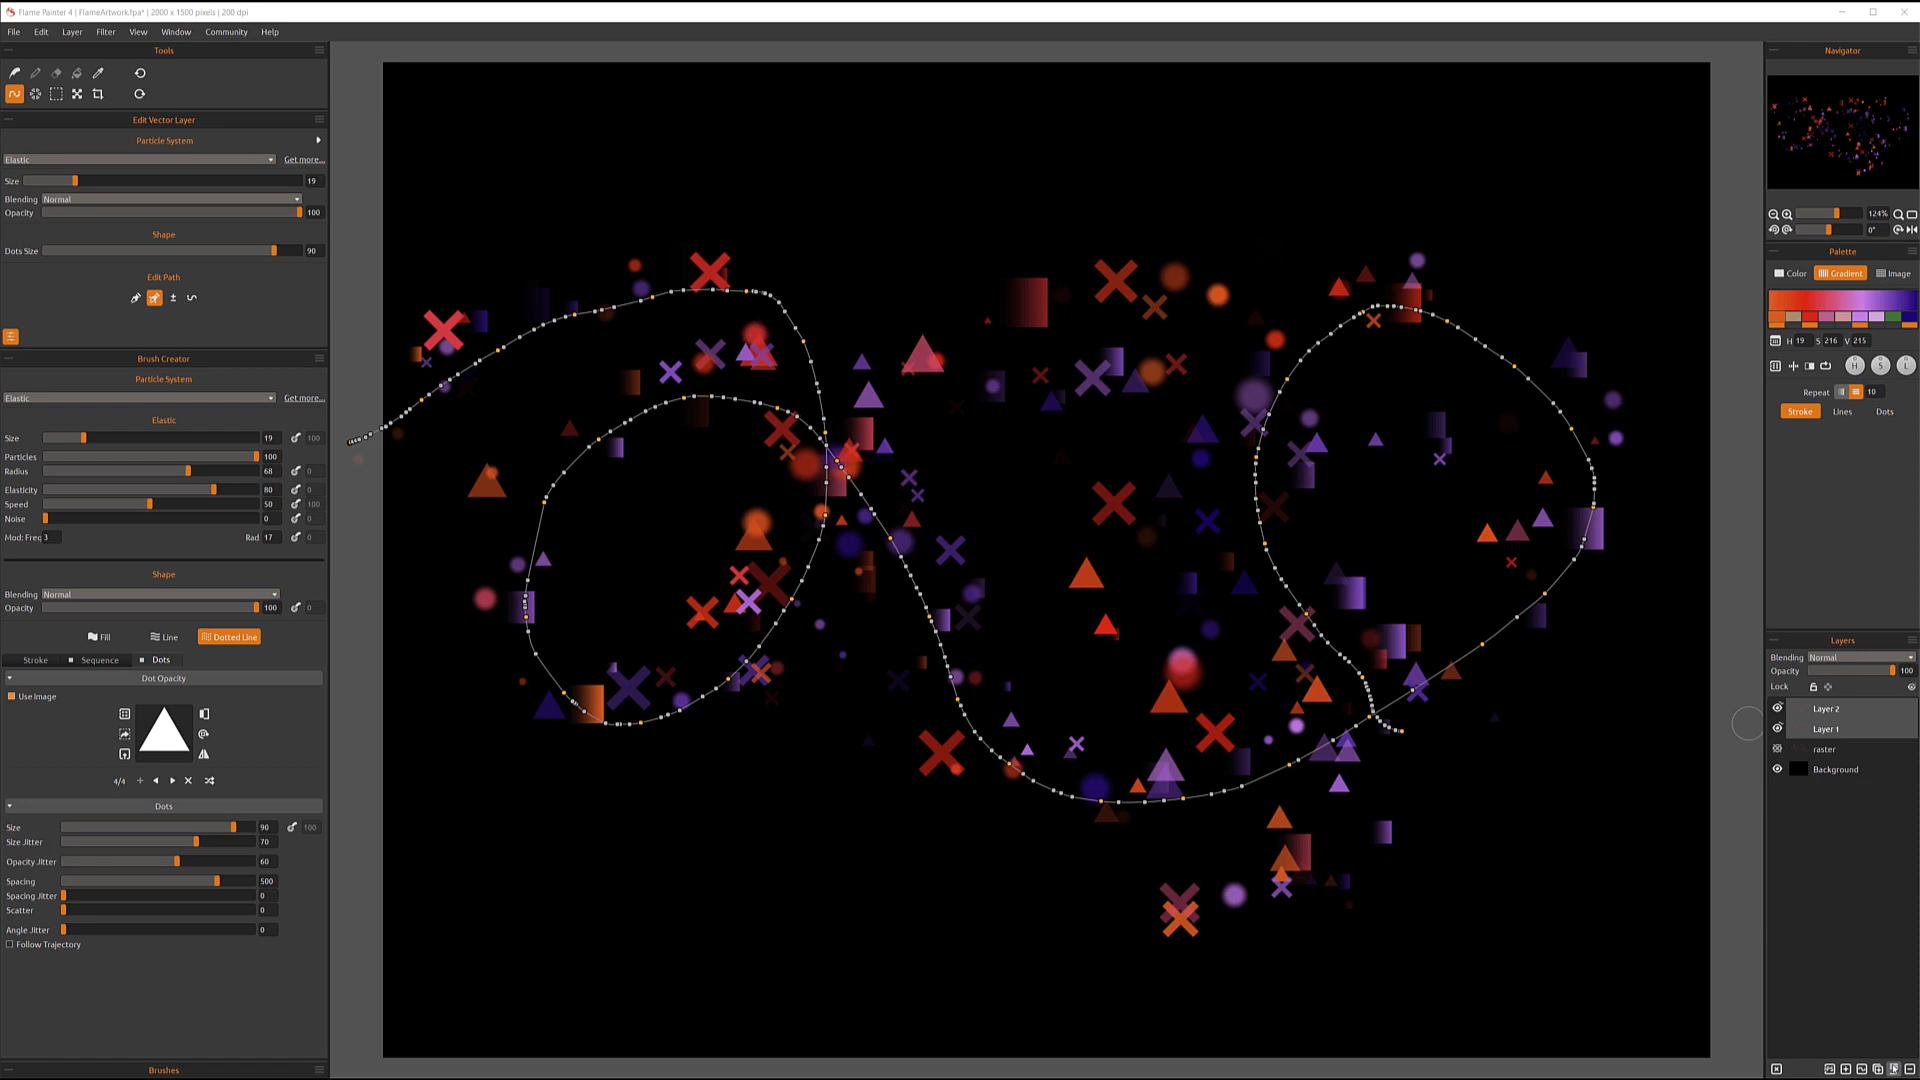 Flame Painter 4 | FlameArtwork.fpa* | 2000 x 1500 pixels | 200 dpi
File Edit Layer Filter View Window Community Help
Tools
Edit Vector Layer
Particle System
Elastic Get more...
Size 19
Blending Normal
Opacity 100
Shape
Dots Size 90
Edit Path
Brush Creator
Particle System
Elastic Get more...
Elastic
Size 19 100
Particles 100
Radius 68 0
Elasticity 80 0
Speed 50 100
Noise 0 0
Mod: Freq 3 Rad 17 0
Shape
Blending Normal
Opacity 100 0
Fill Line Dotted Line
Stroke Sequence Dots
Dot Opacity
Use Image
4/4
Dots
Size 90 100
Size Jitter 70
Opacity Jitter 60
Spacing 500
Spacing Jitter 0
Scatter 0
Angle Jitter 0
Follow Trajectory
Brushes
Navigator
124%
0°
Palette
Color Gradient Image
H 19 S 216 V 215
H S L
Repeat 10
Stroke Lines Dots
Layers
Blending Normal
Opacity 100
Lock
Layer 2
Layer 1
raster
Background